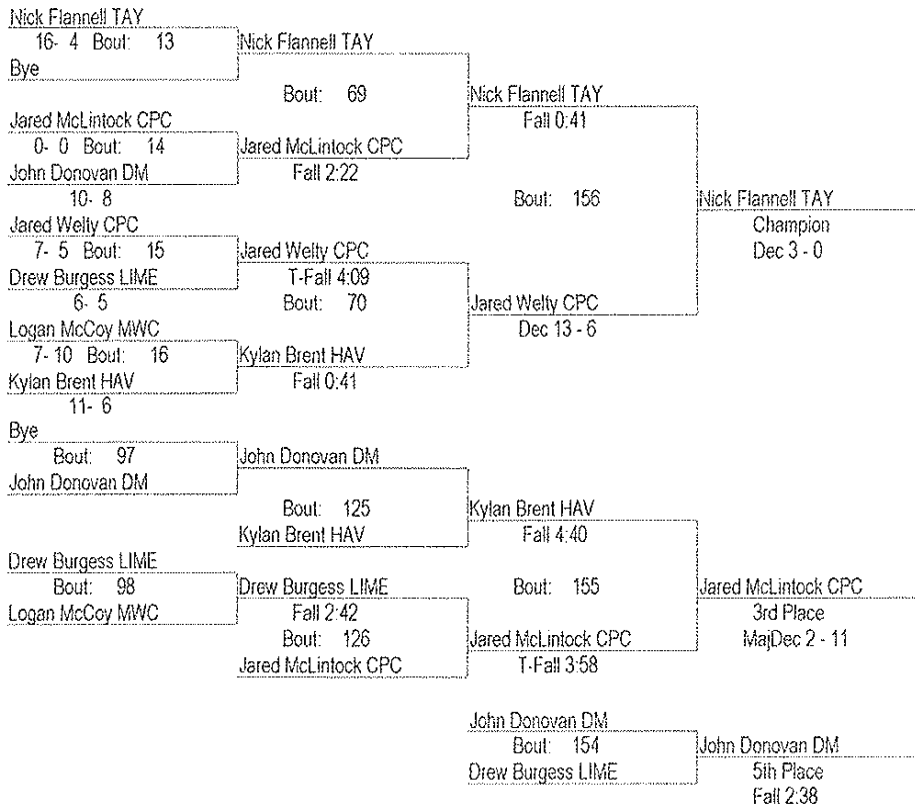 Nick Flannell TAY
16- 4 Bout: 13
Nick Flannell TAY
Bye
Bout: 69
Nick Flannell TAY
Fall 0:41
Jared McLintock CPC
0- 0 Bout: 14
Jared McLintock CPC
Fall 2:22
John Donovan DM
10- 8
Bout: 156
Nick Flannell TAY
Champion
Dec 3 - 0
Jared Welty CPC
7- 5 Bout: 15
Jared Welty CPC
T-Fall 4:09
Drew Burgess LIME
6- 5
Bout: 70
Jared Welty CPC
Dec 13 - 6
Logan McCoy MWC
7- 10 Bout: 16
Kylan Brent HAV
Fall 0:41
Kylan Brent HAV
11- 6
Bye
Bout: 97
John Donovan DM
John Donovan DM
Bout: 125
Kylan Brent HAV
Fall 4:40
Kylan Brent HAV
Drew Burgess LIME
Bout: 98
Drew Burgess LIME
Fall 2:42
Logan McCoy MWC
Bout: 155
Jared McLintock CPC
3rd Place
MajDec 2 - 11
Bout: 126
Jared McLintock CPC
T-Fall 3:58
Jared McLintock CPC
John Donovan DM
Bout: 154
John Donovan DM
5th Place
Fall 2:38
Drew Burgess LIME